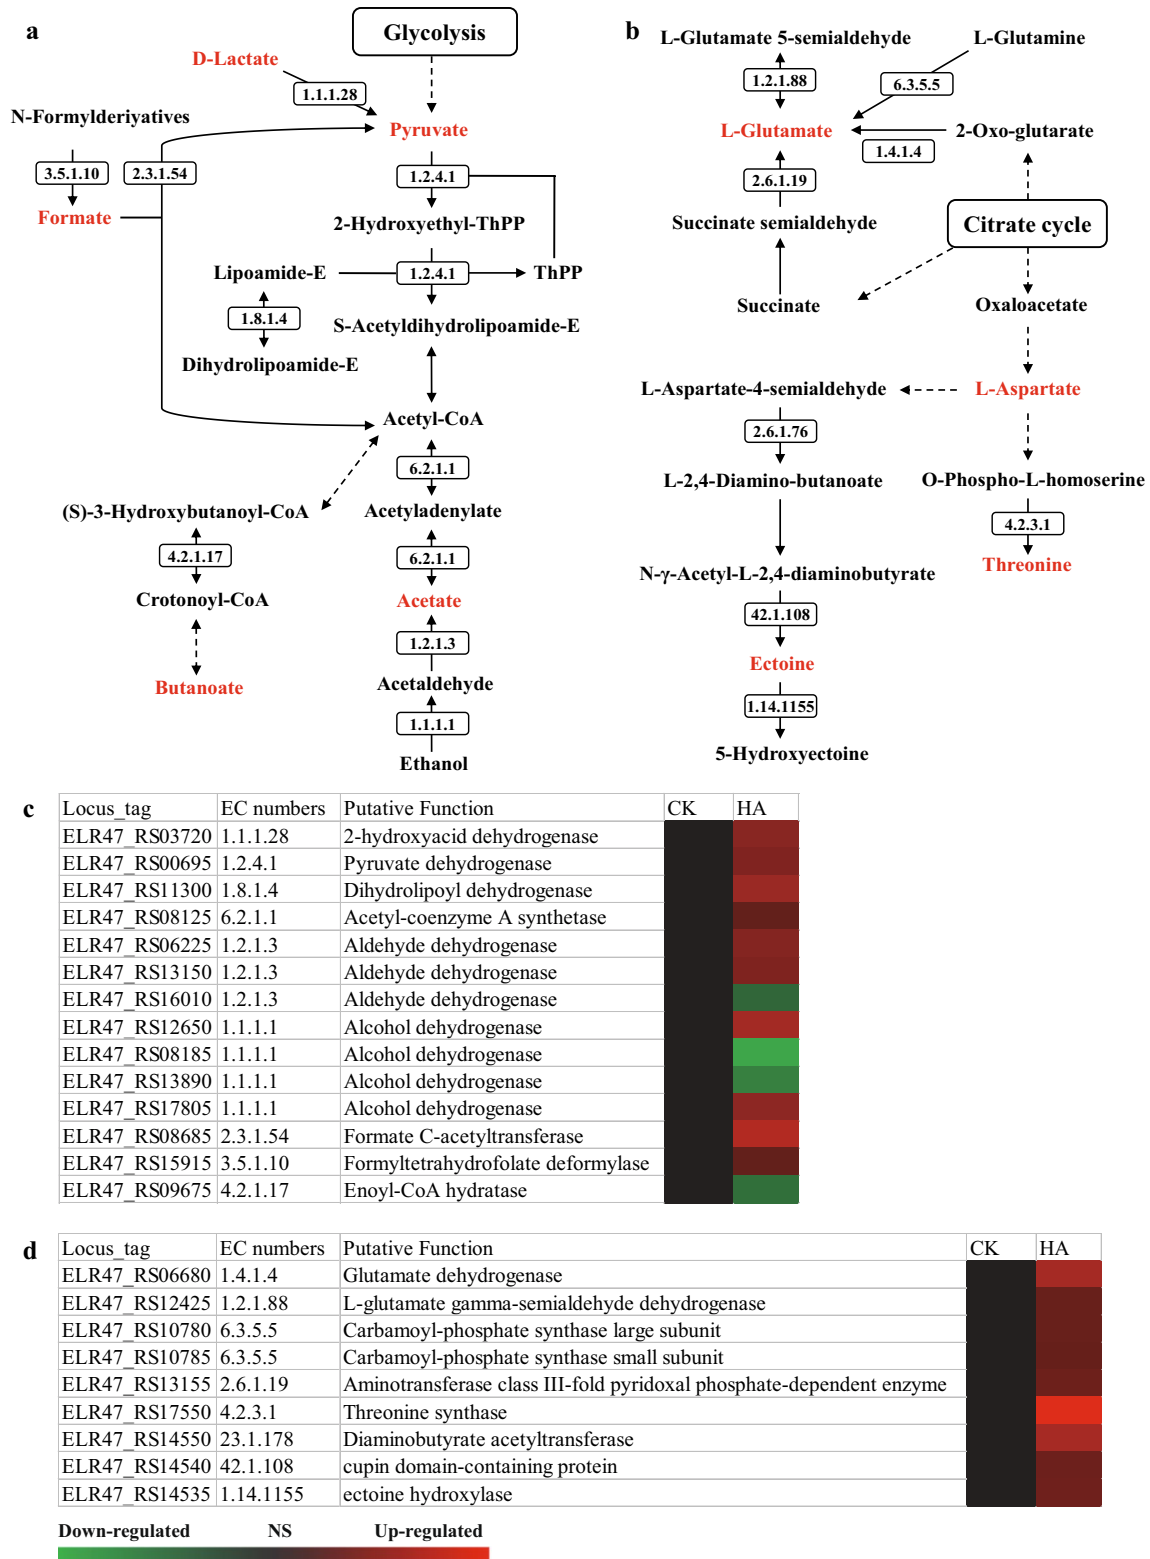 a
Glycolysis
D-Lactate
1.1.1.28
N-Formylderiyatives
Pyruvate
3.5.1.10
2.3.1.54
1.2.4.1
Formate
2-Hydroxyethyl-ThPP
Lipoamide-E
1.2.4.1
ThPP
1.8.1.4
S-Acetyldihydrolipoamide-E
Dihydrolipoamide-E
Acetyl-CoA
6.2.1.1
(S)-3-Hydroxybutanoyl-CoA
Acetyladenylate
4.2.1.17
6.2.1.1
Crotonoyl-CoA
Acetate
1.2.1.3
Butanoate
Acetaldehyde
1.1.1.1
Ethanol
b
L-Glutamate 5-semialdehyde
L-Glutamine
1.2.1.88
6.3.5.5
L-Glutamate
2-Oxo-glutarate
1.4.1.4
2.6.1.19
Succinate semialdehyde
Citrate cycle
Succinate
Oxaloacetate
L-Aspartate-4-semialdehyde
L-Aspartate
2.6.1.76
L-2,4-Diamino-butanoate
O-Phospho-L-homoserine
4.2.3.1
N-γ-Acetyl-L-2,4-diaminobutyrate
Threonine
42.1.108
Ectoine
1.14.1155
5-Hydroxyectoine
c
Locus_tag EC numbers Putative Function CK HA
ELR47_RS03720 1.1.1.28 2-hydroxyacid dehydrogenase
ELR47_RS00695 1.2.4.1 Pyruvate dehydrogenase
ELR47_RS11300 1.8.1.4 Dihydrolipoyl dehydrogenase
ELR47_RS08125 6.2.1.1 Acetyl-coenzyme A synthetase
ELR47_RS06225 1.2.1.3 Aldehyde dehydrogenase
ELR47_RS13150 1.2.1.3 Aldehyde dehydrogenase
ELR47_RS16010 1.2.1.3 Aldehyde dehydrogenase
ELR47_RS12650 1.1.1.1 Alcohol dehydrogenase
ELR47_RS08185 1.1.1.1 Alcohol dehydrogenase
ELR47_RS13890 1.1.1.1 Alcohol dehydrogenase
ELR47_RS17805 1.1.1.1 Alcohol dehydrogenase
ELR47_RS08685 2.3.1.54 Formate C-acetyltransferase
ELR47_RS15915 3.5.1.10 Formyltetrahydrofolate deformylase
ELR47_RS09675 4.2.1.17 Enoyl-CoA hydratase
d
Locus_tag EC numbers Putative Function CK HA
ELR47_RS06680 1.4.1.4 Glutamate dehydrogenase
ELR47_RS12425 1.2.1.88 L-glutamate gamma-semialdehyde dehydrogenase
ELR47_RS10780 6.3.5.5 Carbamoyl-phosphate synthase large subunit
ELR47_RS10785 6.3.5.5 Carbamoyl-phosphate synthase small subunit
ELR47_RS13155 2.6.1.19 Aminotransferase class III-fold pyridoxal phosphate-dependent enzyme
ELR47_RS17550 4.2.3.1 Threonine synthase
ELR47_RS14550 23.1.178 Diaminobutyrate acetyltransferase
ELR47_RS14540 42.1.108 cupin domain-containing protein
ELR47_RS14535 1.14.1155 ectoine hydroxylase
Down-regulated NS Up-regulated